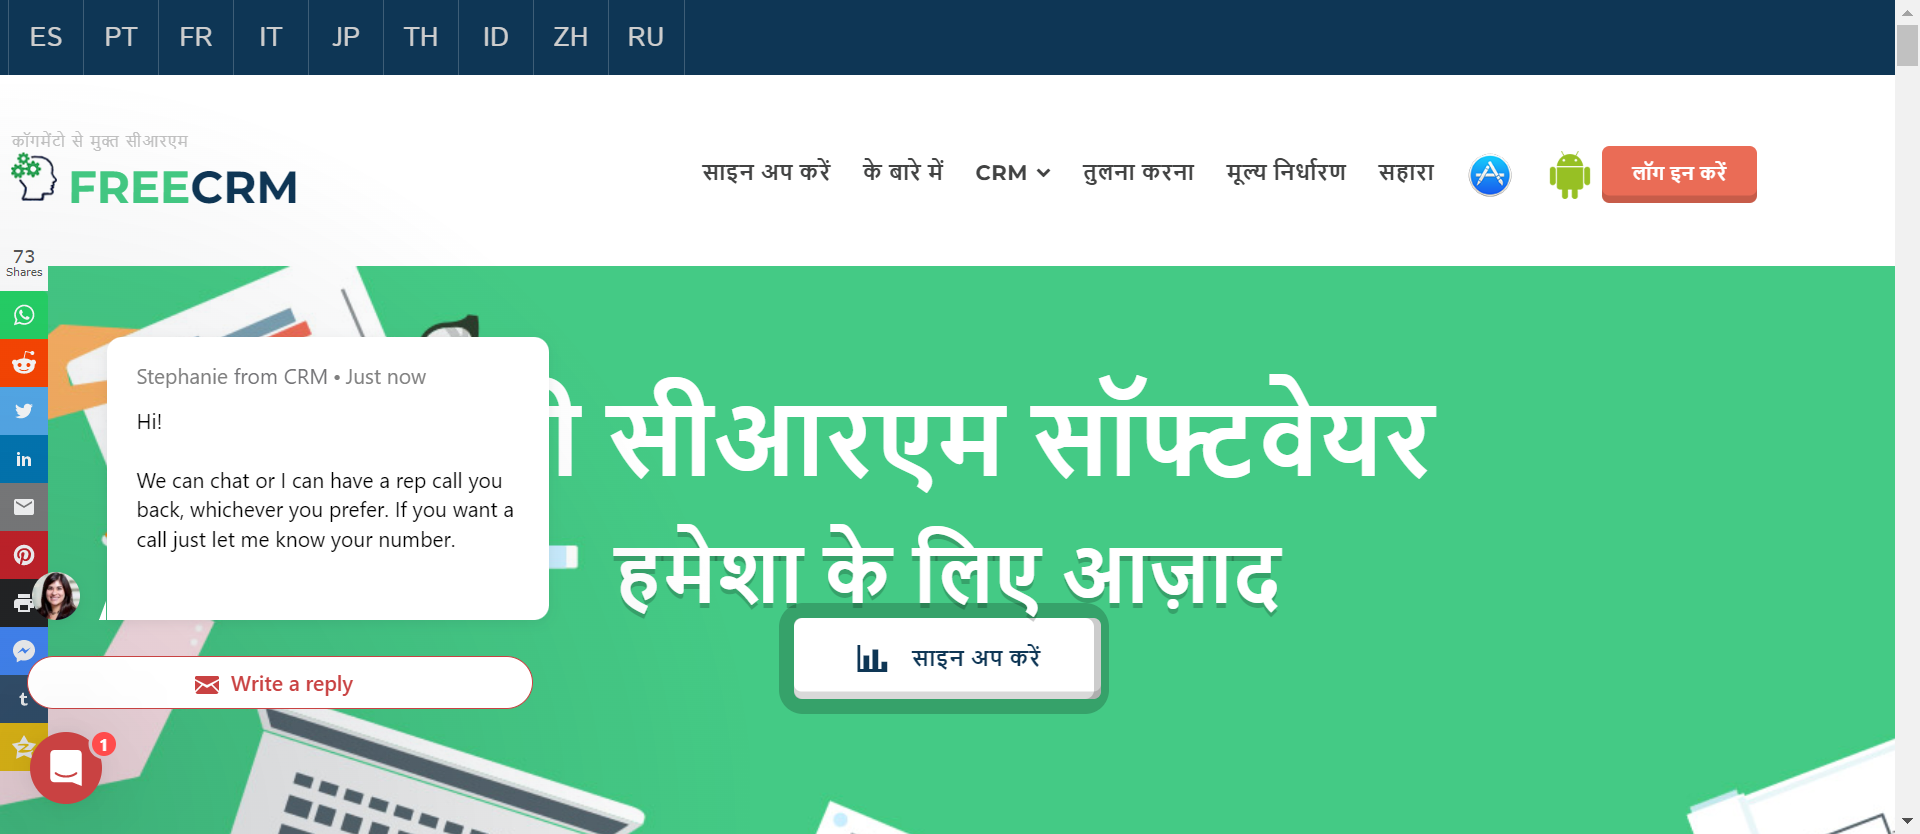 ES PT FR IT JP TH ID ZH RU
कॉगमेंटो से मुक्त सीआरएम
FREECRM
साइन अप करें के बारे में CRM तुलना करना मूल्य निर्धारण सहारा लॉग इन करें
73
Shares
Stephanie from CRM • Just now
Hi!
We can chat or I can have a rep call you
back, whichever you prefer. If you want a
call just let me know your number.
सीआरएम सॉफ्टवेयर
हमेशा के लिए आज़ाद
साइन अप करें
Write a reply
1